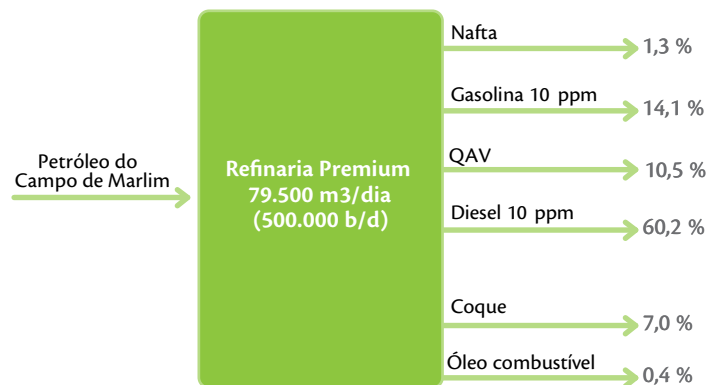 Nafta
1,3 %
Gasolina 10 ppm
14,1 %
Petróleo do
Campo de Marlim
Refinaria Premium
79.500 m3/dia
(500.000 b/d)
QAV
10,5 %
Diesel 10 ppm
60,2 %
Coque
7,0 %
Óleo combustível
0,4 %